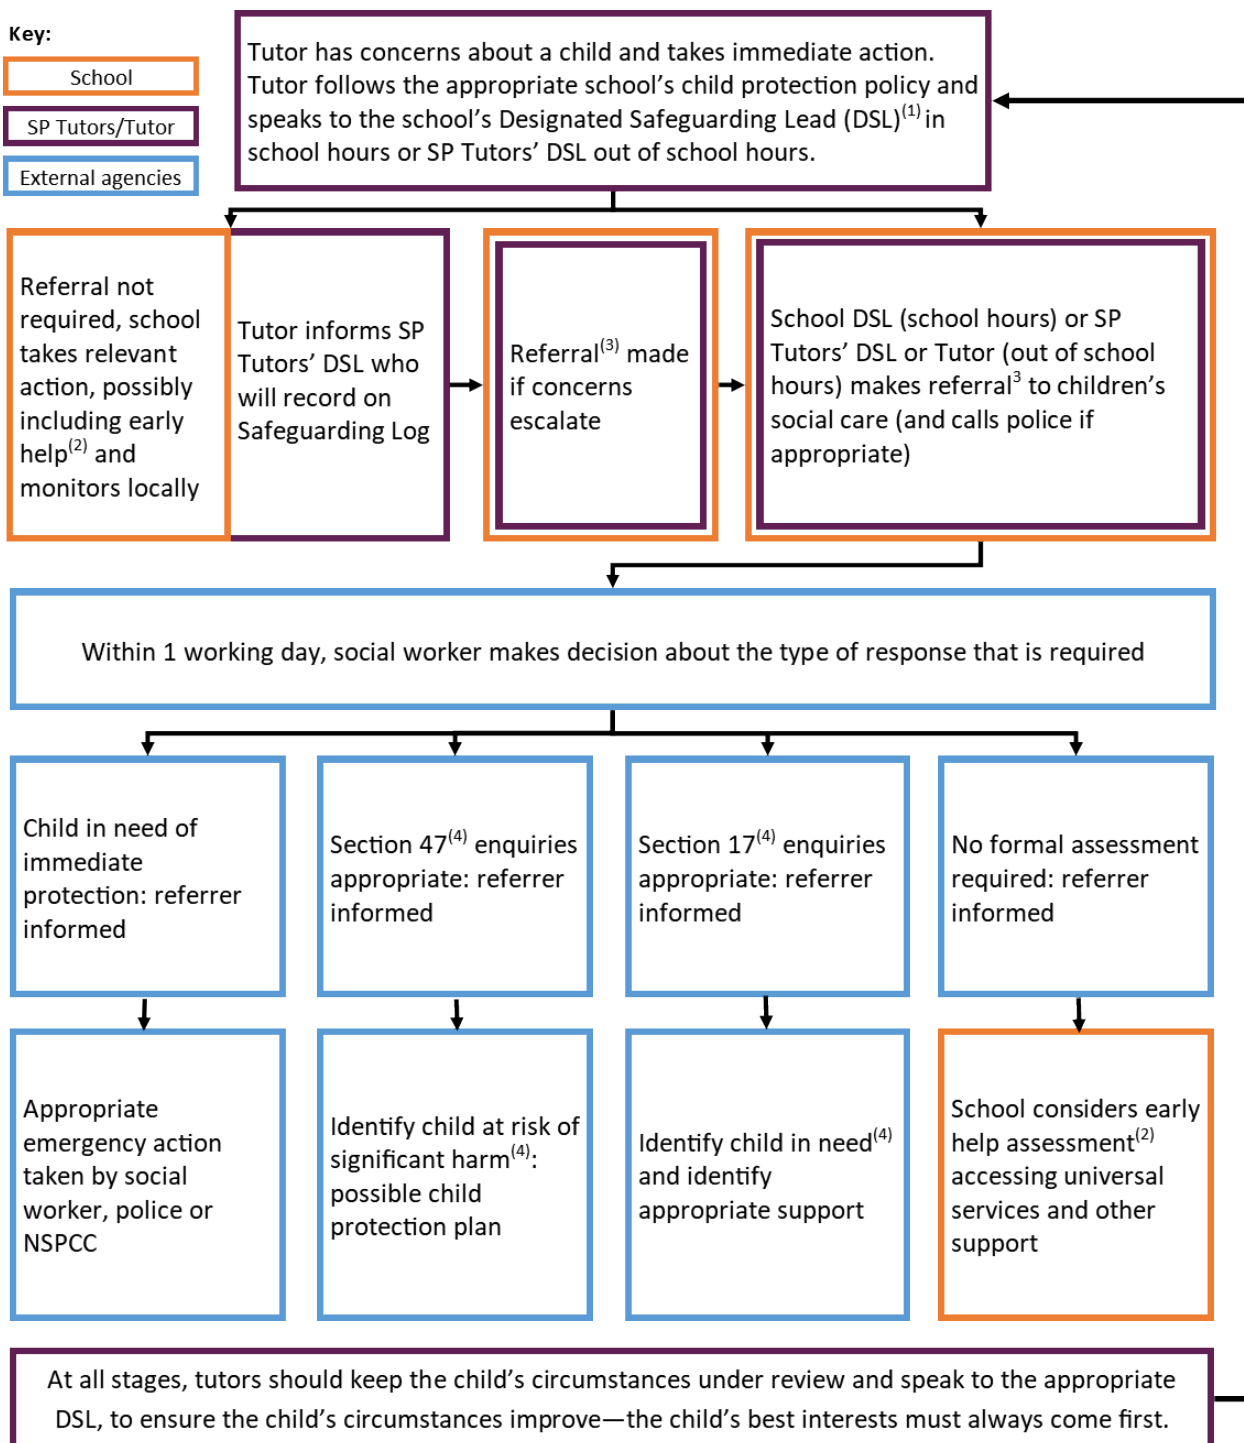 Key:
School
SP Tutors/Tutor
External agencies
Tutor has concerns about a child and takes immediate action.
Tutor follows the appropriate school’s child protection policy and
speaks to the school’s Designated Safeguarding Lead (DSL)(1) in
school hours or SP Tutors’ DSL out of school hours.
Referral not
required, school
takes relevant
action, possibly
including early
help(2) and
monitors locally
Tutor informs SP
Tutors’ DSL who
will record on
Safeguarding Log
Referral(3) made
if concerns
escalate
School DSL (school hours) or SP
Tutors’ DSL or Tutor (out of school
hours) makes referral3 to children’s
social care (and calls police if
appropriate)
Within 1 working day, social worker makes decision about the type of response that is required
Child in need of
immediate
protection: referrer
informed
Section 47(4) enquiries
appropriate: referrer
informed
Section 17(4) enquiries
appropriate: referrer
informed
No formal assessment
required: referrer
informed
Appropriate
emergency action
taken by social
worker, police or
NSPCC
Identify child at risk of
significant harm(4):
possible child
protection plan
Identify child in need(4)
and identify
appropriate support
School considers early
help assessment(2)
accessing universal
services and other
support
At all stages, tutors should keep the child’s circumstances under review and speak to the appropriate
DSL, to ensure the child’s circumstances improve—the child’s best interests must always come first.